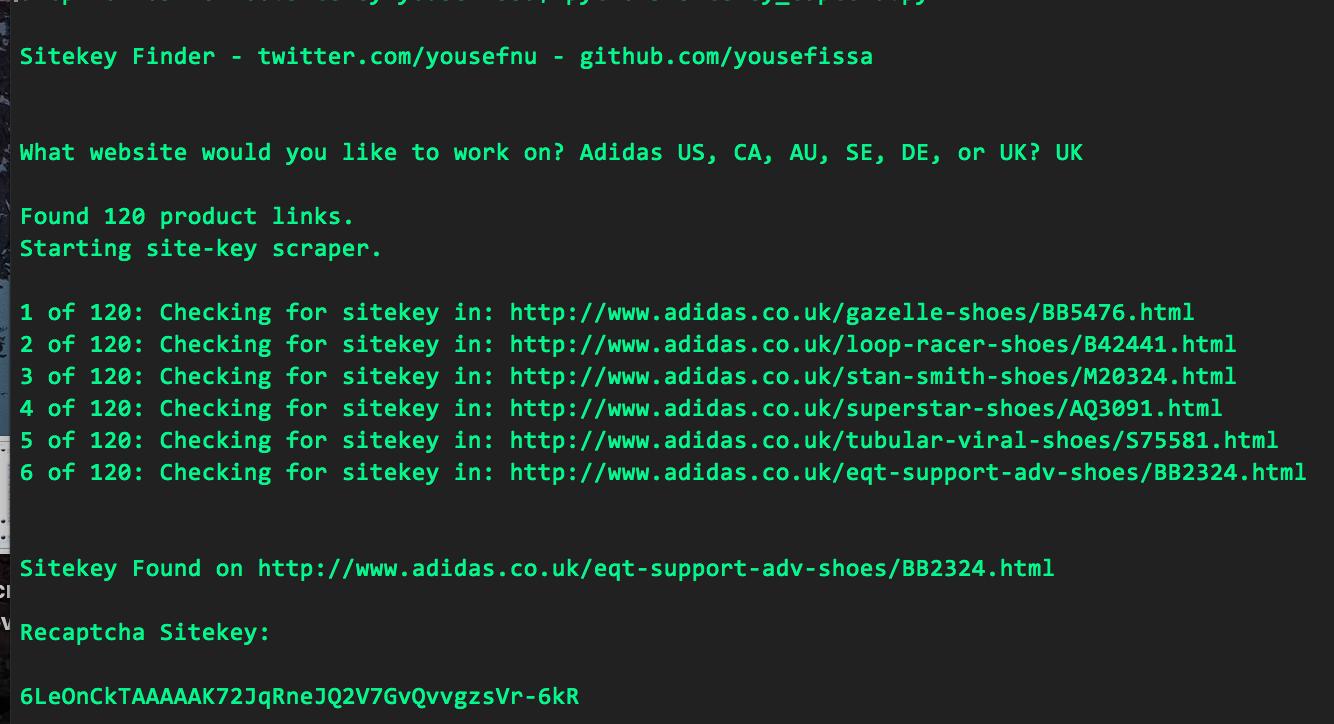 Sitekey Finder - twitter.com/yousefnu - github.com/yousefissa
What website would you like to work on? Adidas US, CA, AU, SE, DE, or UK? UK
Found 120 product links.
Starting site-key scraper.
1 of 120: Checking for sitekey in: http://www.adidas.co.uk/gazelle-shoes/BB5476.html
2 of 120: Checking for sitekey in: http://www.adidas.co.uk/loop-racer-shoes/B42441.html
3 of 120: Checking for sitekey in: http://www.adidas.co.uk/stan-smith-shoes/M20324.html
4 of 120: Checking for sitekey in: http://www.adidas.co.uk/superstar-shoes/AQ3091.html
5 of 120: Checking for sitekey in: http://www.adidas.co.uk/tubular-viral-shoes/S75581.html
6 of 120: Checking for sitekey in: http://www.adidas.co.uk/eqt-support-adv-shoes/BB2324.html
Sitekey Found on http://www.adidas.co.uk/eqt-support-adv-shoes/BB2324.html
Recaptcha Sitekey:
6LeOnCkTAAAAAK72JqRneJQ2V7GvQvvgzsVr-6kR